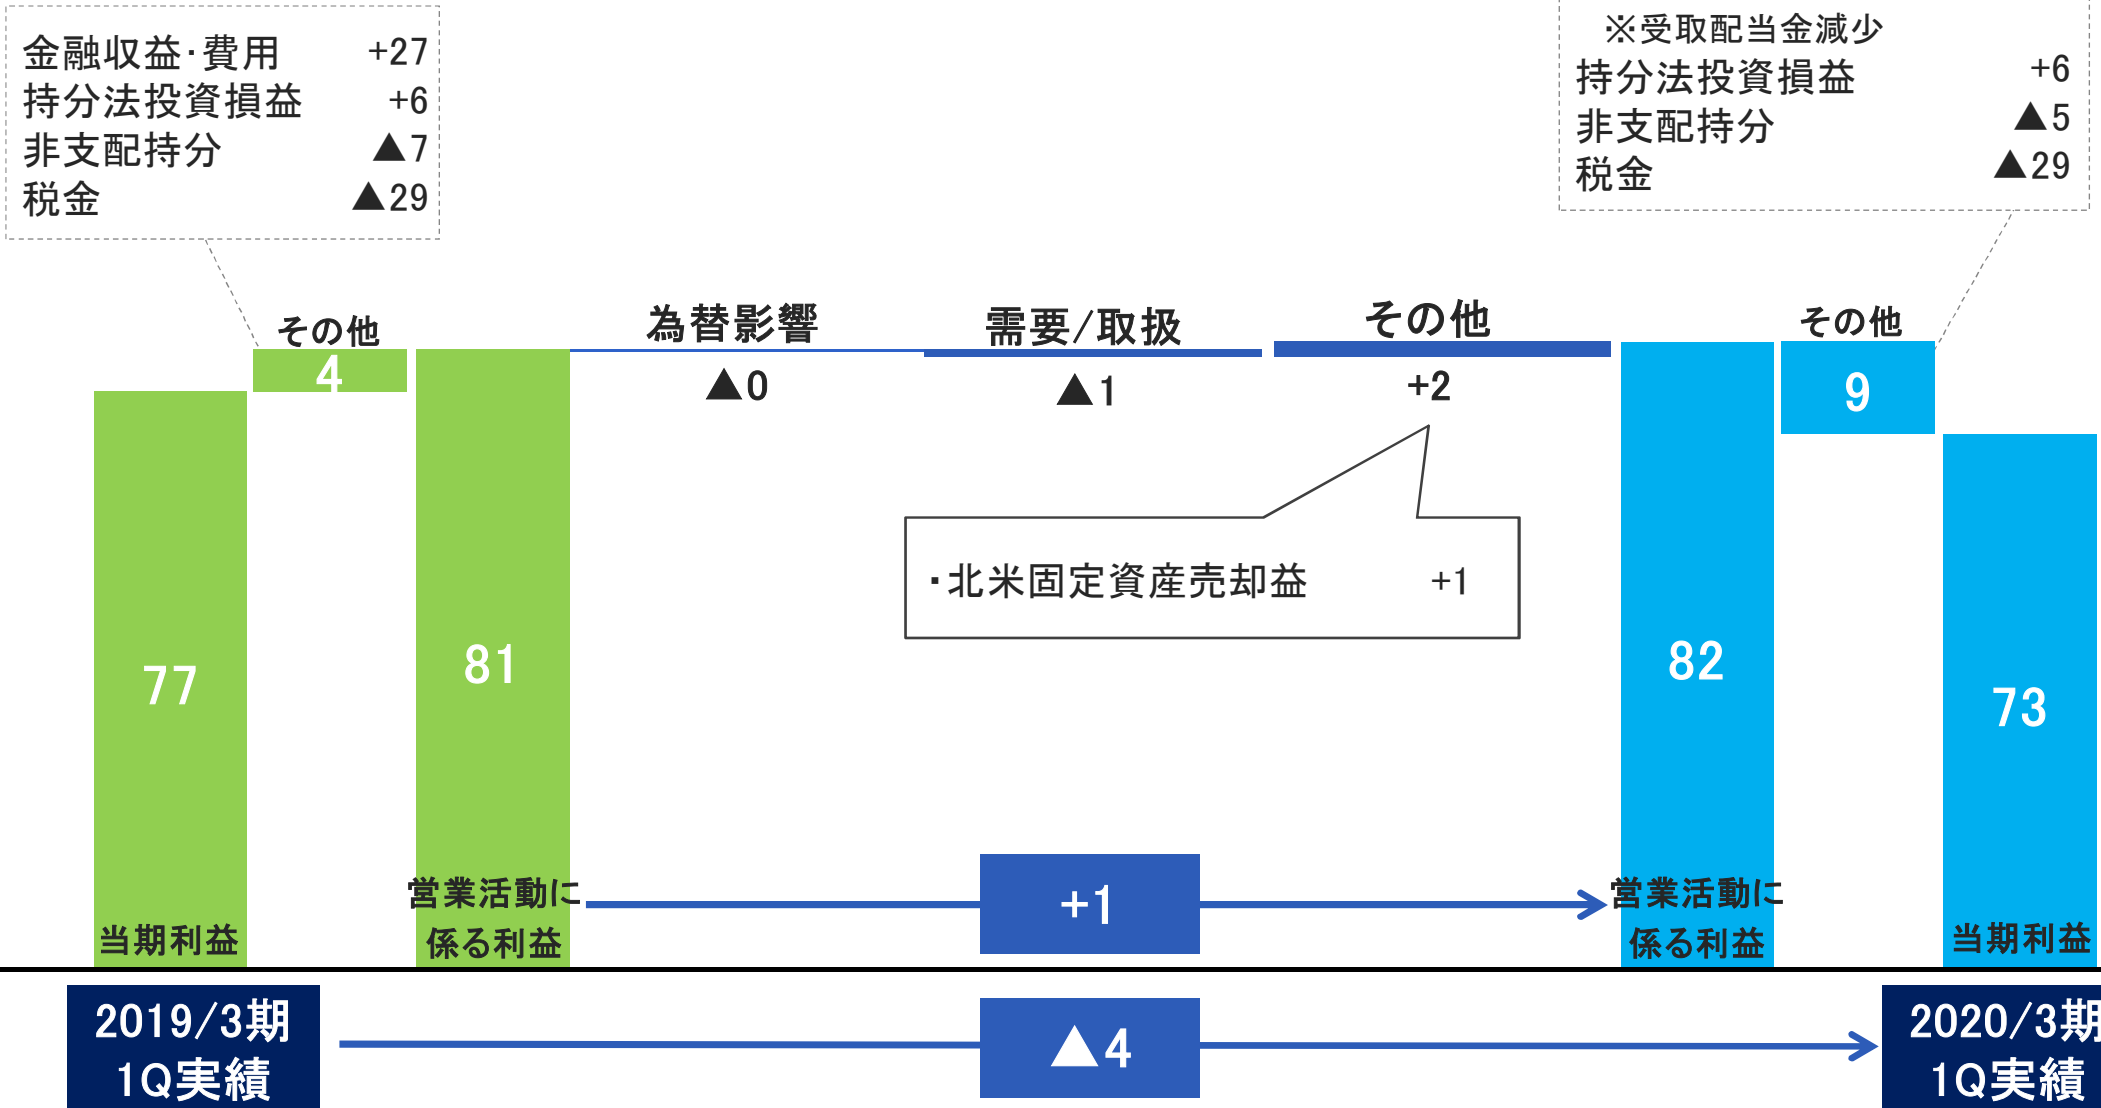 金融収益・費用 +27
持分法投資損益 +6
非支配持分 ▲7
税金 ▲29
※受取配当金減少
持分法投資損益 +6
非支配持分 ▲5
税金 ▲29
その他
4
為替影響
▲0
需要/取扱
▲1
その他
+2
その他
9
・北米固定資産売却益 +1
77
81
82
73
当期利益
営業活動に
係る利益
+1
営業活動に
係る利益
当期利益
2019/3期
1Q実績
▲4
2020/3期
1Q実績